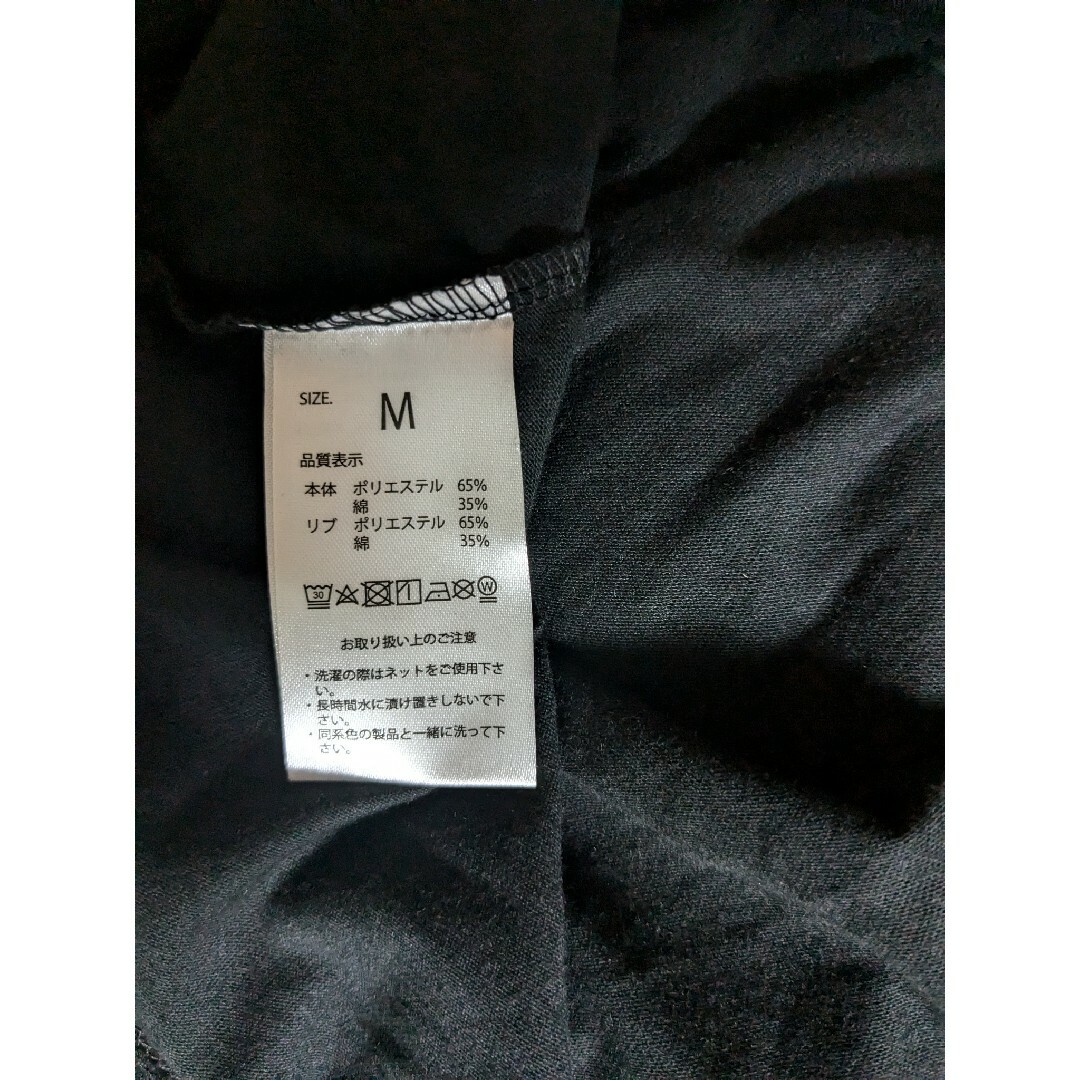 SIZE. M
品質表示
本体 ポリエステル 65%
綿 35%
リブ ポリエステル 65%
綿 35%
30 W
お取り扱い上のご注意
・洗濯の際はネットをご使用下さ
い。
・長時間水に漬け置きしないで下
さい。
・同系色の製品と一緒に洗って下
さい。